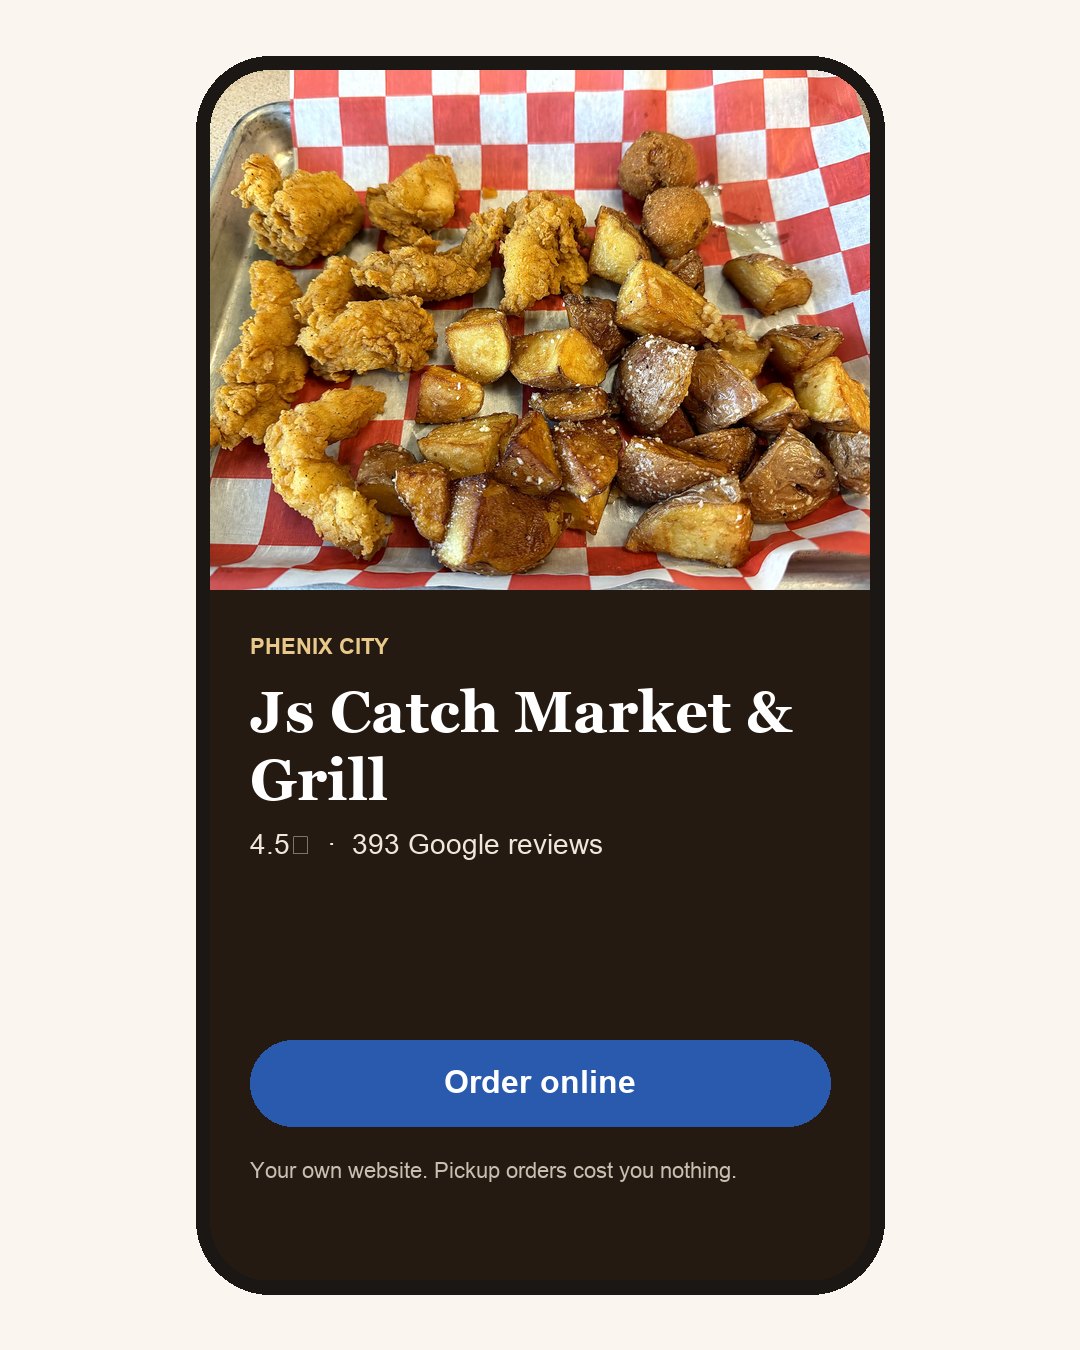 PHENIX CITY
Js Catch Market &
Grill
4.5▯ · 393 Google reviews
Order online
Your own website. Pickup orders cost you nothing.